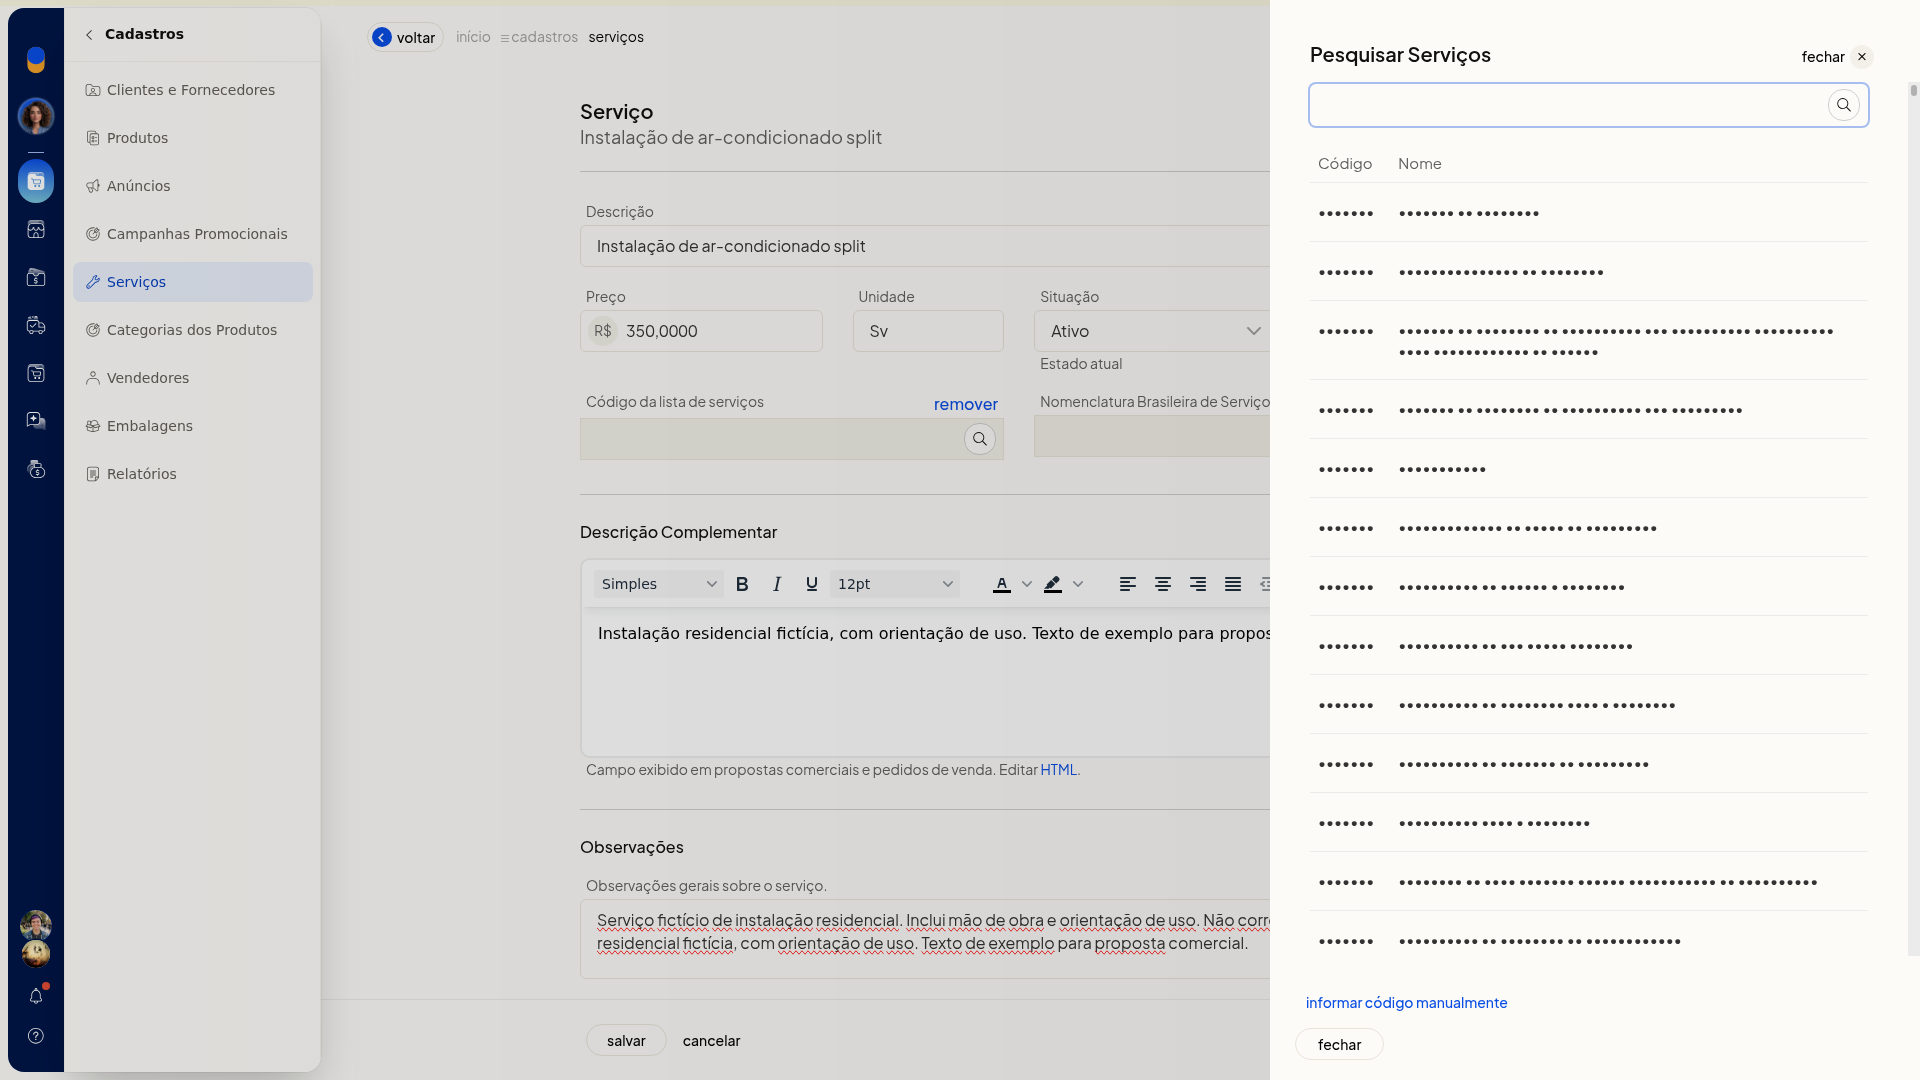 Cadastros
Clientes e Fornecedores
Produtos
Anúncios
Campanhas Promocionais
Serviços
Categorias dos Produtos
Vendedores
Embalagens
Relatórios
voltar início cadastros serviços
Serviço
Instalação de ar-condicionado split
Descrição
Instalação de ar-condicionado split
Preço Unidade Situação
R$ 350,0000 Sv Ativo
Estado atual
Código da lista de serviços remover Nomenclatura Brasileira de Serviço
Descrição Complementar
Simples B I U 12pt A
Instalação residencial fictícia, com orientação de uso. Texto de exemplo para propos
Campo exibido em propostas comerciais e pedidos de venda. Editar HTML.
Observações
Observações gerais sobre o serviço.
Serviço fictício de instalação residencial. Inclui mão de obra e orientação de uso. Não corre
residencial fictícia, com orientação de uso. Texto de exemplo para proposta comercial.
salvar cancelar
Pesquisar Serviços fechar
Código Nome
••••••• ••••••• •• ••••••••
••••••• ••••••••••••••• •• ••••••••
••••••• ••••••• •• •••••••• •• •••••••••• ••• •••••••••• ••••••••••
•••• •••••••••••• •• ••••••
••••••• ••••••• •• •••••••• •• •••••••••• ••• •••••••••
••••••• •••••••••••
••••••• ••••••••••••• •• ••••• •• •••••••••
••••••• •••••••••• •• •••••• • ••••••••
••••••• •••••••••• •• ••• ••••• ••••••••
••••••• •••••••••• •• •••••••• •••• • ••••••••
••••••• •••••••••• •• ••••••• •• •••••••••
••••••• •••••••••• •••• • ••••••••
••••••• •••••••• •• •••• ••••••• •••••• ••••••••••• •• ••••••••••
••••••• •••••••••• •• •••••••• •• ••••••••••••
informar código manualmente
fechar